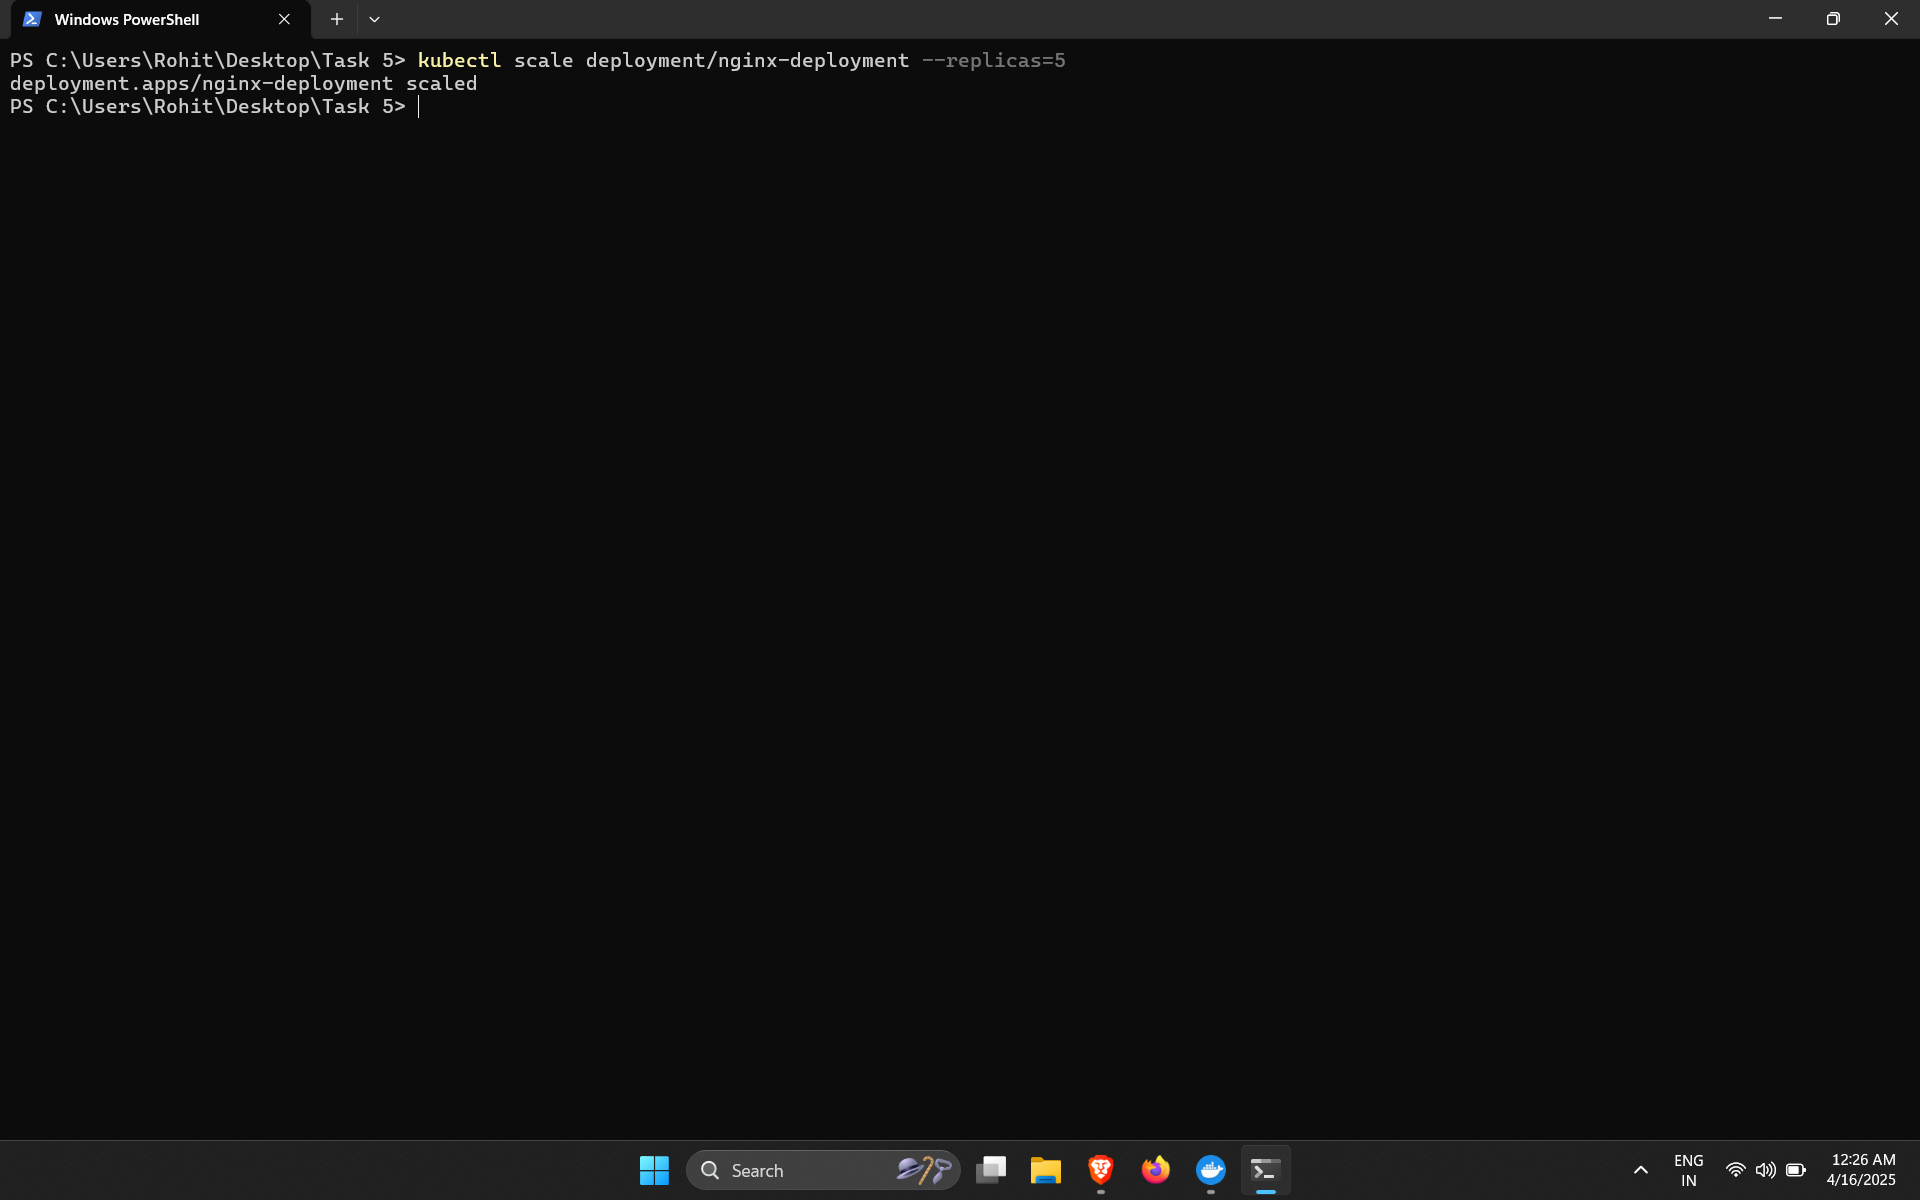 Windows PowerShell
PS C:\Users\Rohit\Desktop\Task 5> kubectl scale deployment/nginx-deployment --replicas=5
deployment.apps/nginx-deployment scaled
PS C:\Users\Rohit\Desktop\Task 5>
Search
ENG
IN
12:26 AM
4/16/2025